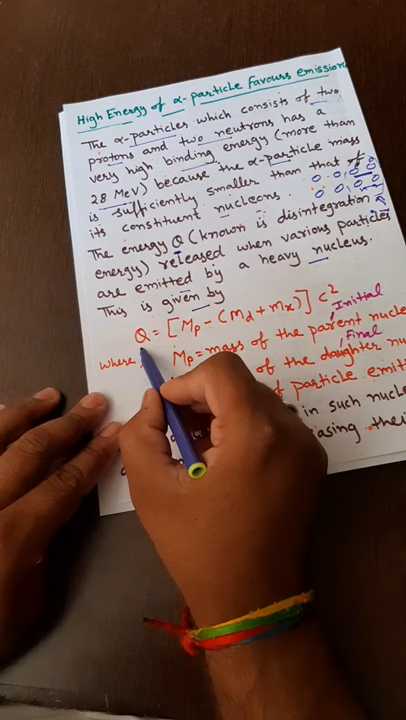 High Energy of α-particle favours emission
The α-particles which consists of two
protons and two neutrons has a
very high binding energy (more than
28 MeV) because the α-particle mass
is sufficiently smaller than that of
its constituent nucleons.
The energy Q (known is disintegration
energy) released when various particles
are emitted by a heavy nucleus.
This is given by
Q = [Mp - (Md + Mx)] c²
Initial
where, Mp = mass of the parent nucle
Final
of the daughter nu
of particle emit
in such nucle
asing thei